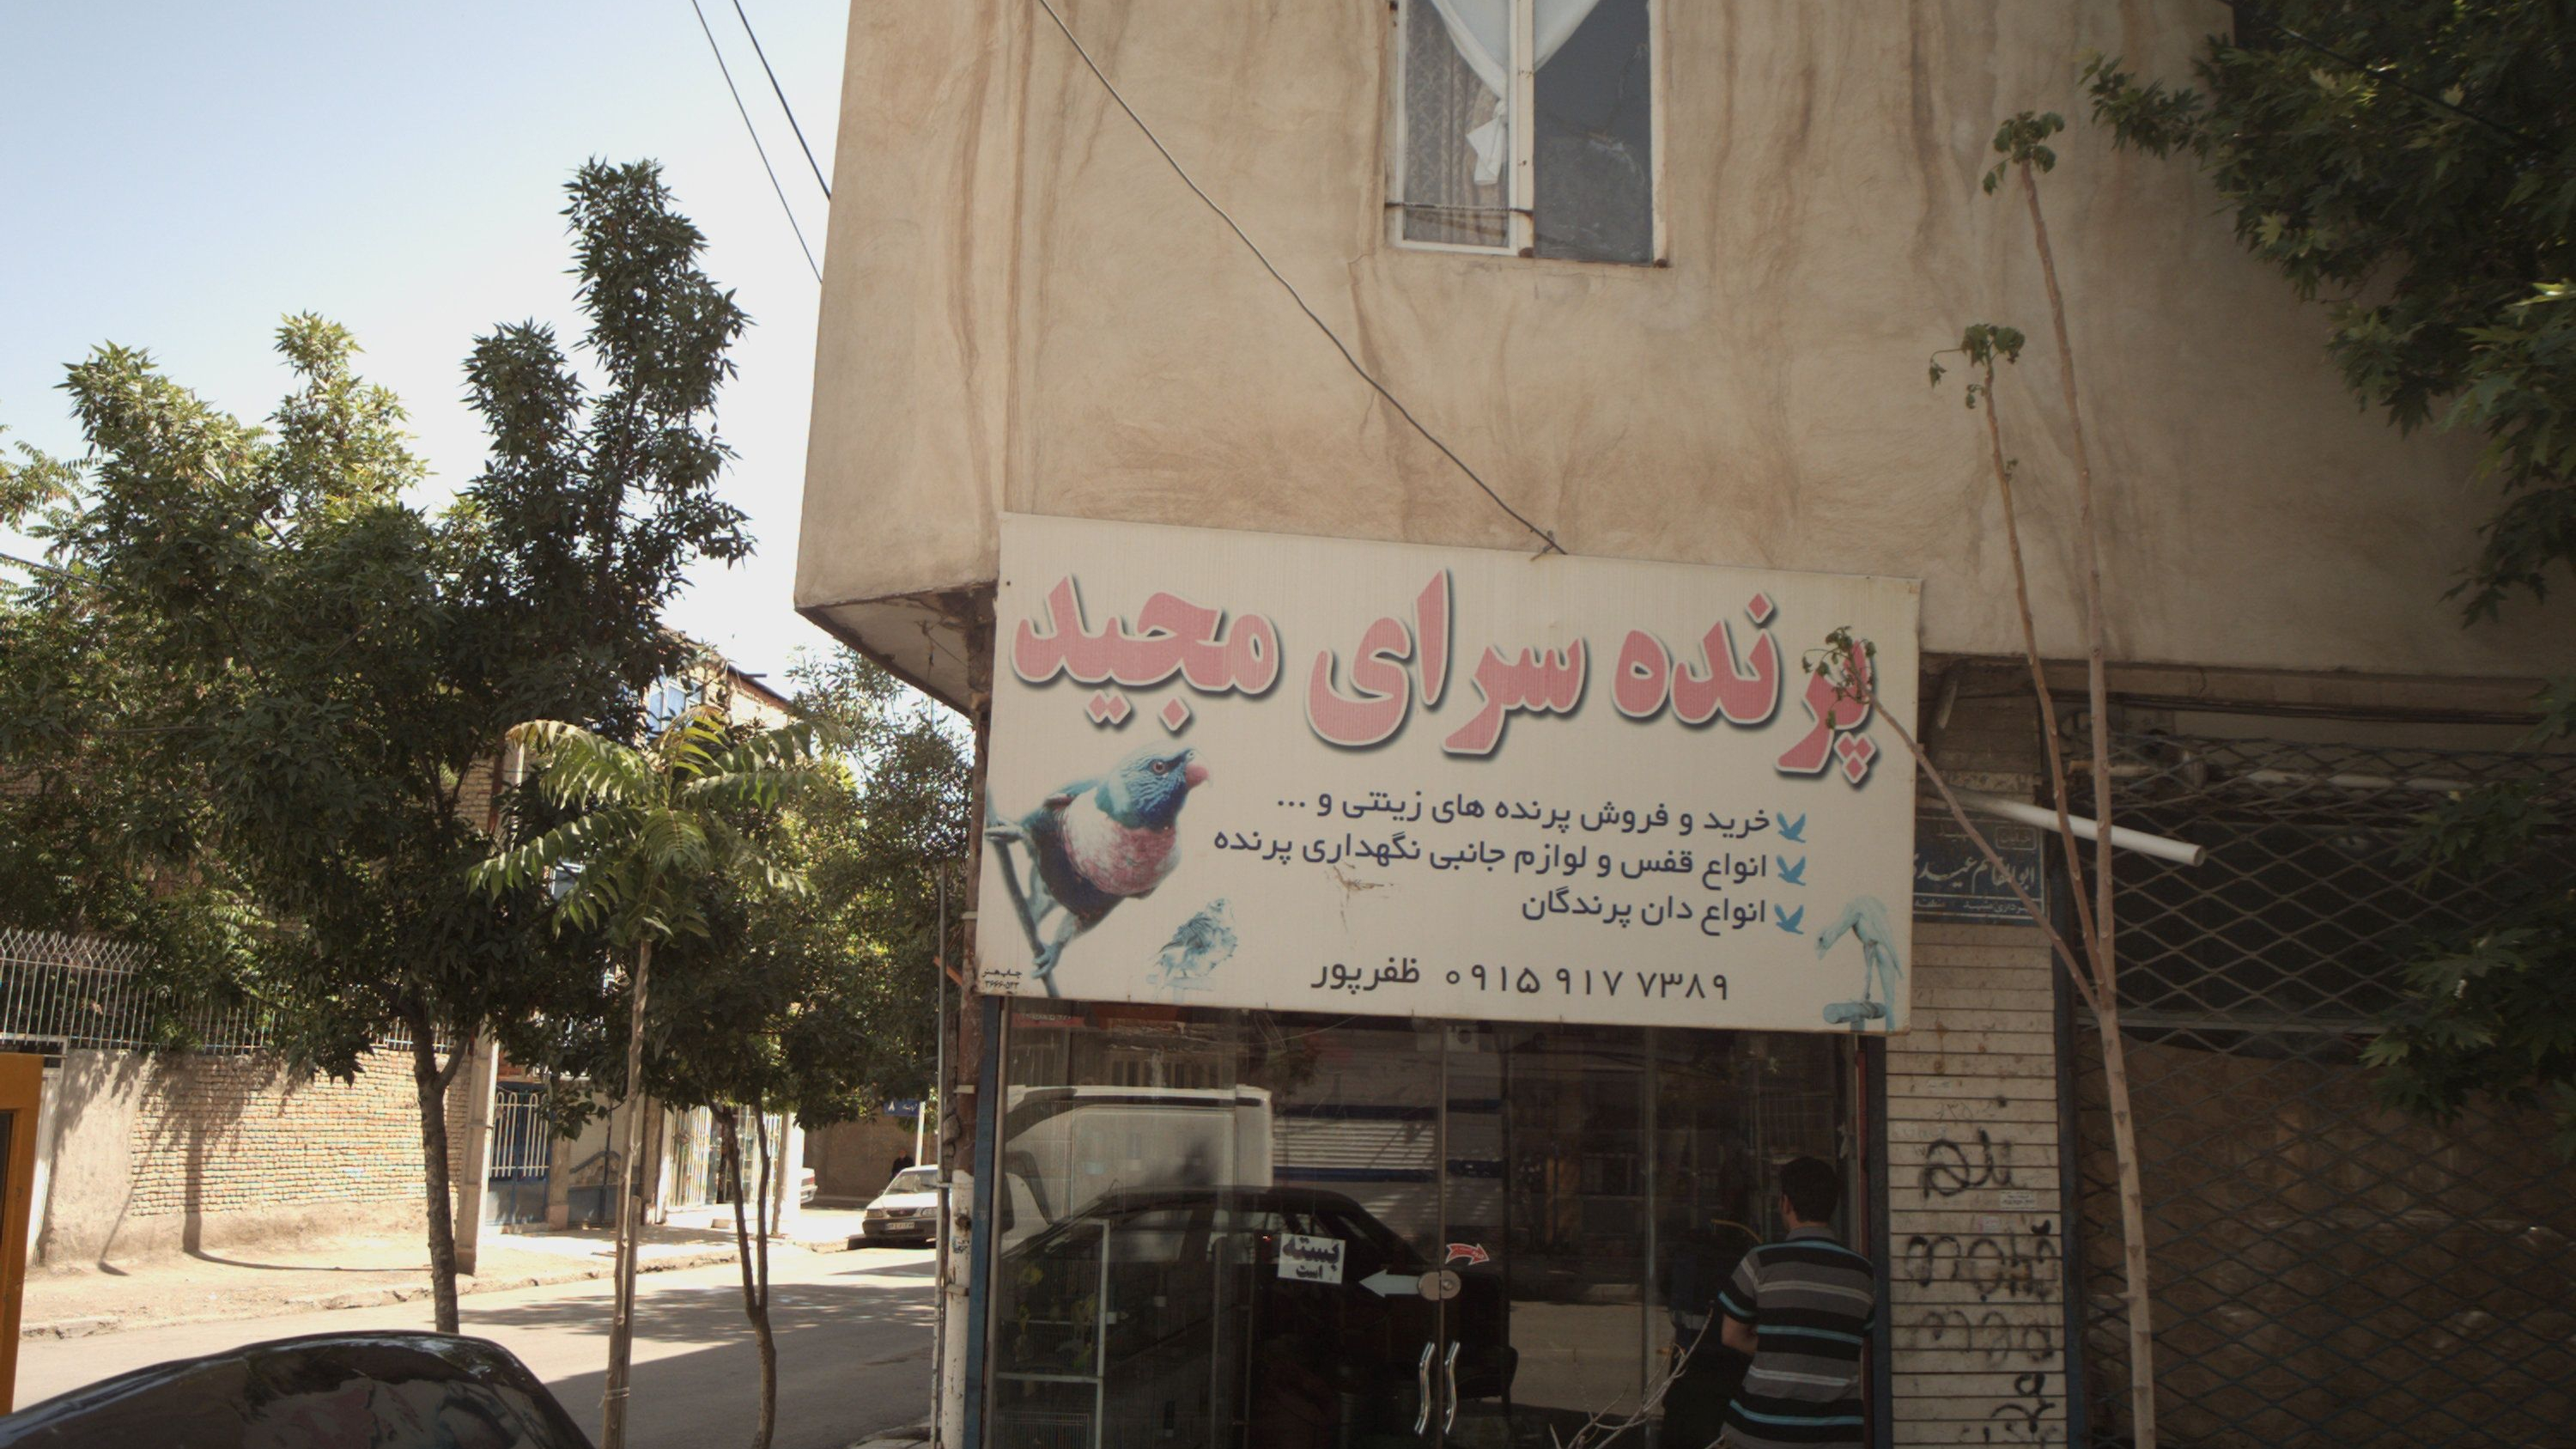 پرنده سرای مجید
خرید و فروش پرنده های زینتی و ...
انواع قفس و لوازم جانبی نگهداری پرنده
انواع دان پرندگان
۰۹۱۵ ۹۱۷ ۷۳۸۹ ظفرپور
بسته
است